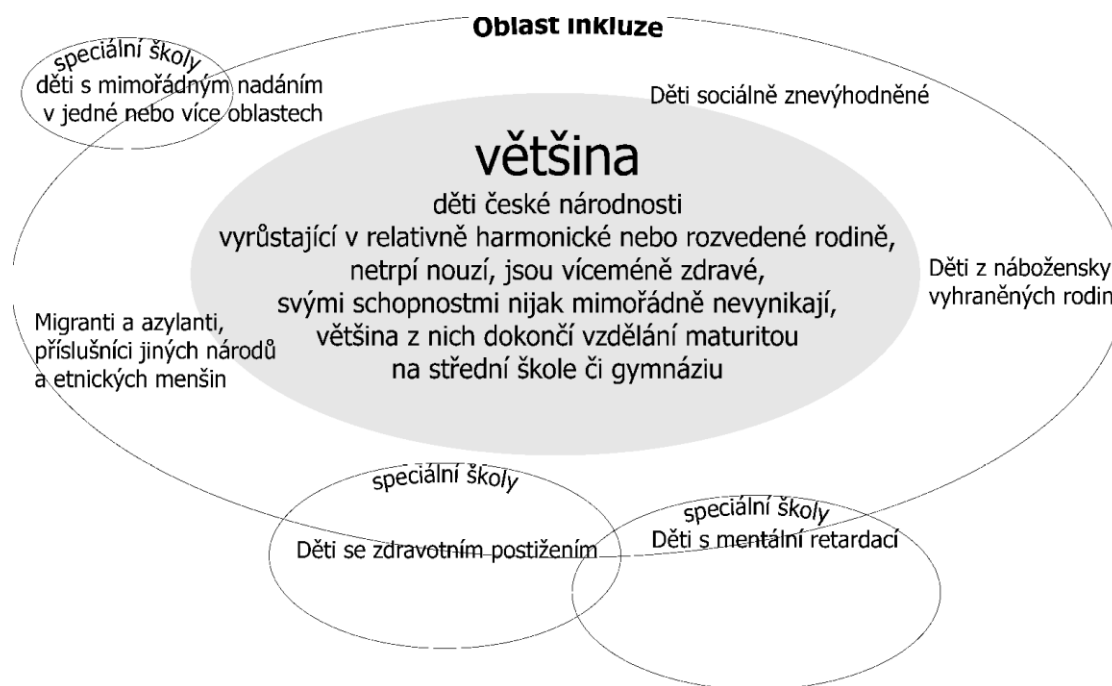 Oblast inkluze
speciální školy
děti s mimořádným nadáním
v jedné nebo více oblastech
Děti sociálně znevýhodněné
většina
děti české národnosti
vyrůstající v relativně harmonické nebo rozvedené rodině,
netrpí nouzí, jsou víceméně zdravé,
svými schopnostmi nijak mimořádně nevynikají,
většina z nich dokončí vzdělání maturitou
na střední škole či gymnáziu
Děti z nábožensky
vyhraněných rodin
Migranti a azylanti,
příslušníci jiných národů
a etnických menšin
speciální školy
Děti se zdravotním postižením
speciální školy
Děti s mentální retardací